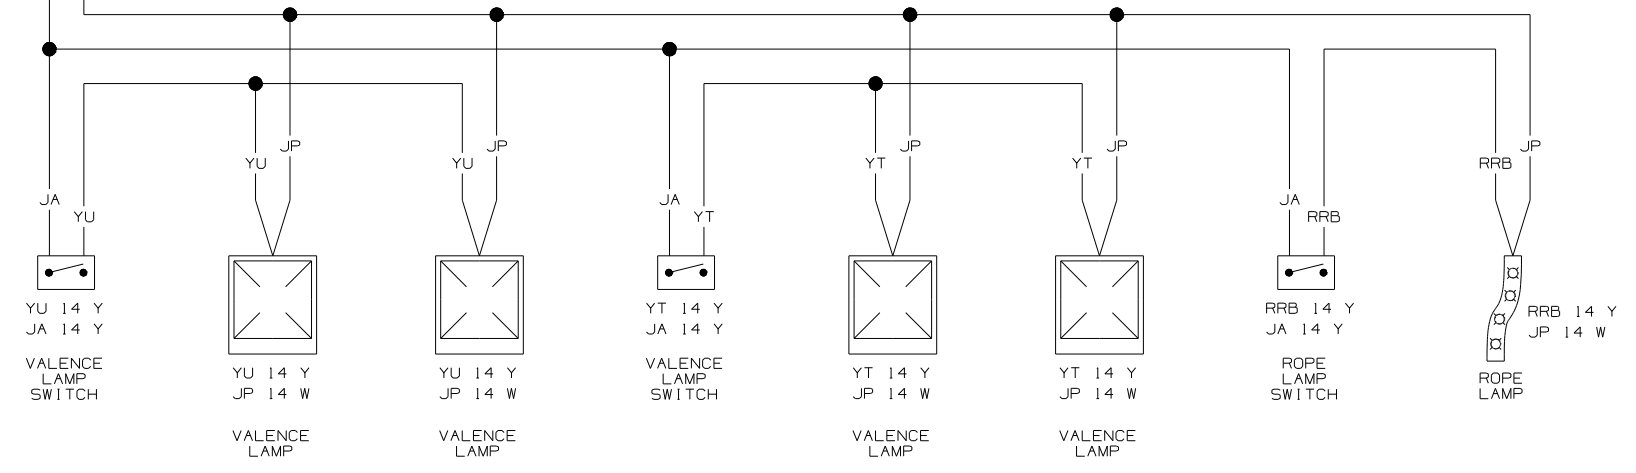 JP
JP
JP
JP
JP
YU
YU
YT
YT
RRB
JA
JA
JA
YU
YT
RRB
YU 14 Y
JA 14 Y
VALENCE
LAMP
SWITCH
YU 14 Y
JP 14 W
VALENCE
LAMP
YU 14 Y
JP 14 W
VALENCE
LAMP
YT 14 Y
JA 14 Y
VALENCE
LAMP
SWITCH
YT 14 Y
JP 14 W
VALENCE
LAMP
YT 14 Y
JP 14 W
VALENCE
LAMP
RRB 14 Y
JA 14 Y
ROPE
LAMP
SWITCH
RRB 14 Y
JP 14 W
ROPE
LAMP